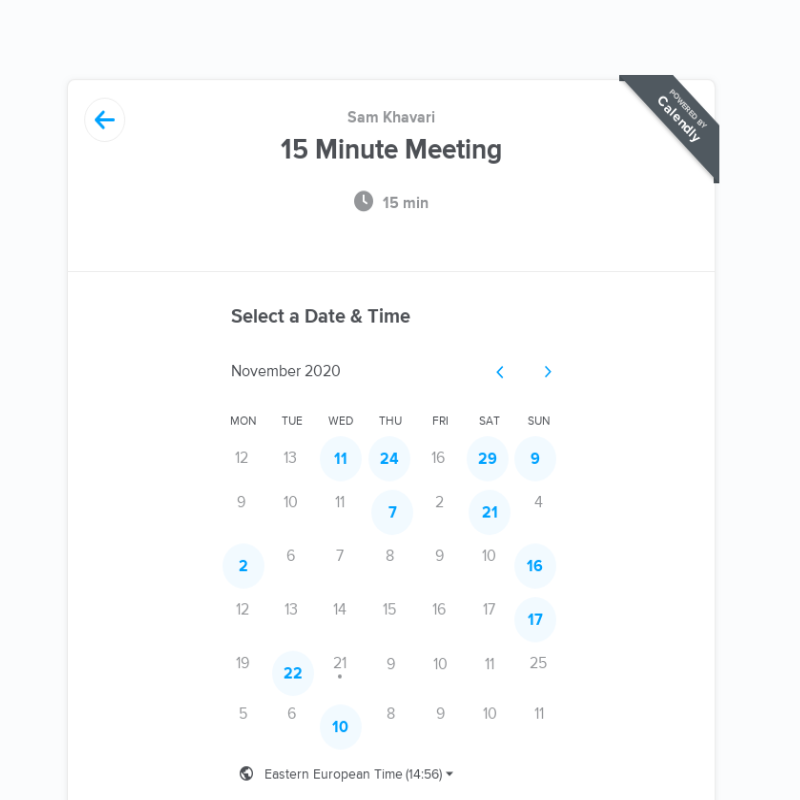 Sam Khavari
15 Minute Meeting
15 min
POWERED BY
Calendly
Select a Date & Time
November 2020
MON TUE WED THU FRI SAT SUN
12 13 11 24 16 29 9
9 10 11 7 2 21 4
2 6 7 8 9 10 16
12 13 14 15 16 17 17
19 22 21 9 10 11 25
5 6 10 8 9 10 11
Eastern European Time (14:56)